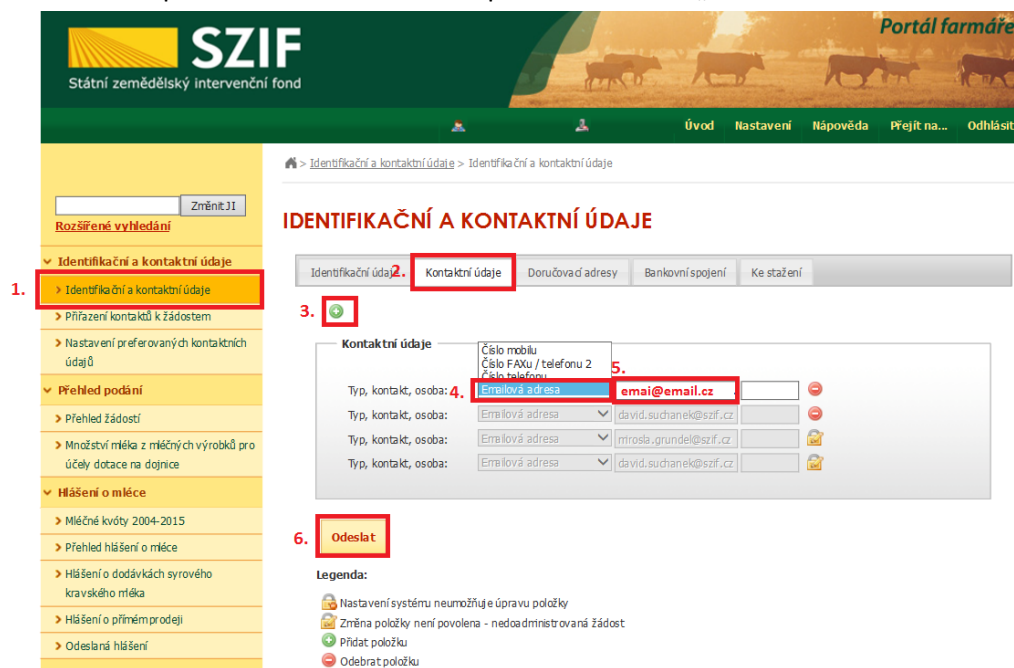 SZIF
Státní zemědělský intervenční fond
Portál farmáře
Úvod Nastavení Nápověda Přejít na... Odhlásit
> Identifikační a kontaktní údaje > Identifikační a kontaktní údaje
Změnit JI
Rozšířené vyhledání
IDENTIFIKAČNÍ A KONTAKTNÍ ÚDAJE
Identifikační a kontaktní údaje
1. Identifikační a kontaktní údaje
Přiřazení kontaktů k žádostem
Nastavení preferovaných kontaktních
údajů
Přehled podání
Přehled žádostí
Množství mléka z mléčných výrobků pro
účely dotace na dojnice
Hlášení o mléce
Mléčné kvóty 2004-2015
Přehled hlášení o mléce
Hlášení o dodávkách syrového
kravského mléka
Hlášení o přímém prodeji
Odeslaná hlášení
Identifikační údaje 2. Kontaktní údaje Doručovací adresy Bankovní spojení Ke stažení
3.
Kontaktní údaje
Číslo mobilu
Číslo FAXu / telefonu 2
Číslo telefonu
5.
Typ, kontakt, osoba: 4. Emailová adresa emai@email.cz
Typ, kontakt, osoba: Emailová adresa david.suchanek@szif.cz
Typ, kontakt, osoba: Emailová adresa mirosla.grundel@szif.cz
Typ, kontakt, osoba: Emailová adresa david.suchanek@szif.cz
6. Odeslat
Legenda:
Nastavení systému neumožňuje úpravu položky
Změna položky není povolena - nedoadministrovaná žádost
Přidat položku
Odebrat položku